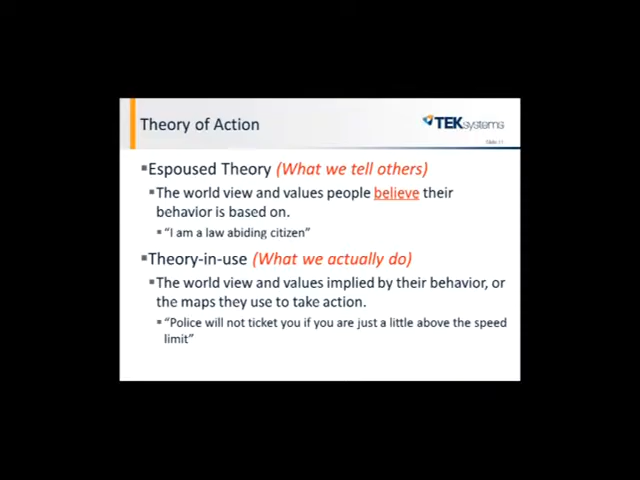 Theory of Action
TEKsystems
Slide 11
▪Espoused Theory (What we tell others)
▪The world view and values people believe their
behavior is based on.
▪"I am a law abiding citizen"
▪Theory-in-use (What we actually do)
▪The world view and values implied by their behavior, or
the maps they use to take action.
▪"Police will not ticket you if you are just a little above the speed
limit"